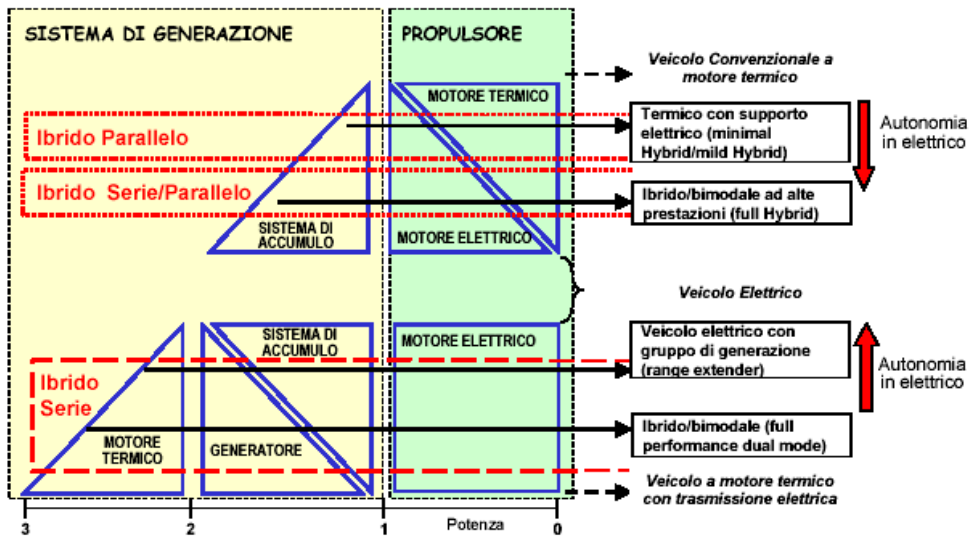 SISTEMA DI GENERAZIONE
PROPULSORE
Veicolo Convenzionale a
motore termico
MOTORE TERMICO
Ibrido Parallelo
Termico con supporto
elettrico (minimal
Hybrid/mild Hybrid)
Autonomia
in elettrico
Ibrido Serie/Parallelo
Ibrido/bimodale ad alte
prestazioni (full Hybrid)
SISTEMA DI
ACCUMULO
MOTORE ELETTRICO
Veicolo Elettrico
SISTEMA DI
ACCUMULO
MOTORE ELETTRICO
Veicolo elettrico con
gruppo di generazione
(range extender)
Autonomia
in elettrico
Ibrido
Serie
MOTORE
TERMICO
GENERATORE
Ibrido/bimodale (full
performance dual mode)
Veicolo a motore termico
con trasmissione elettrica
3
2
1
Potenza
0